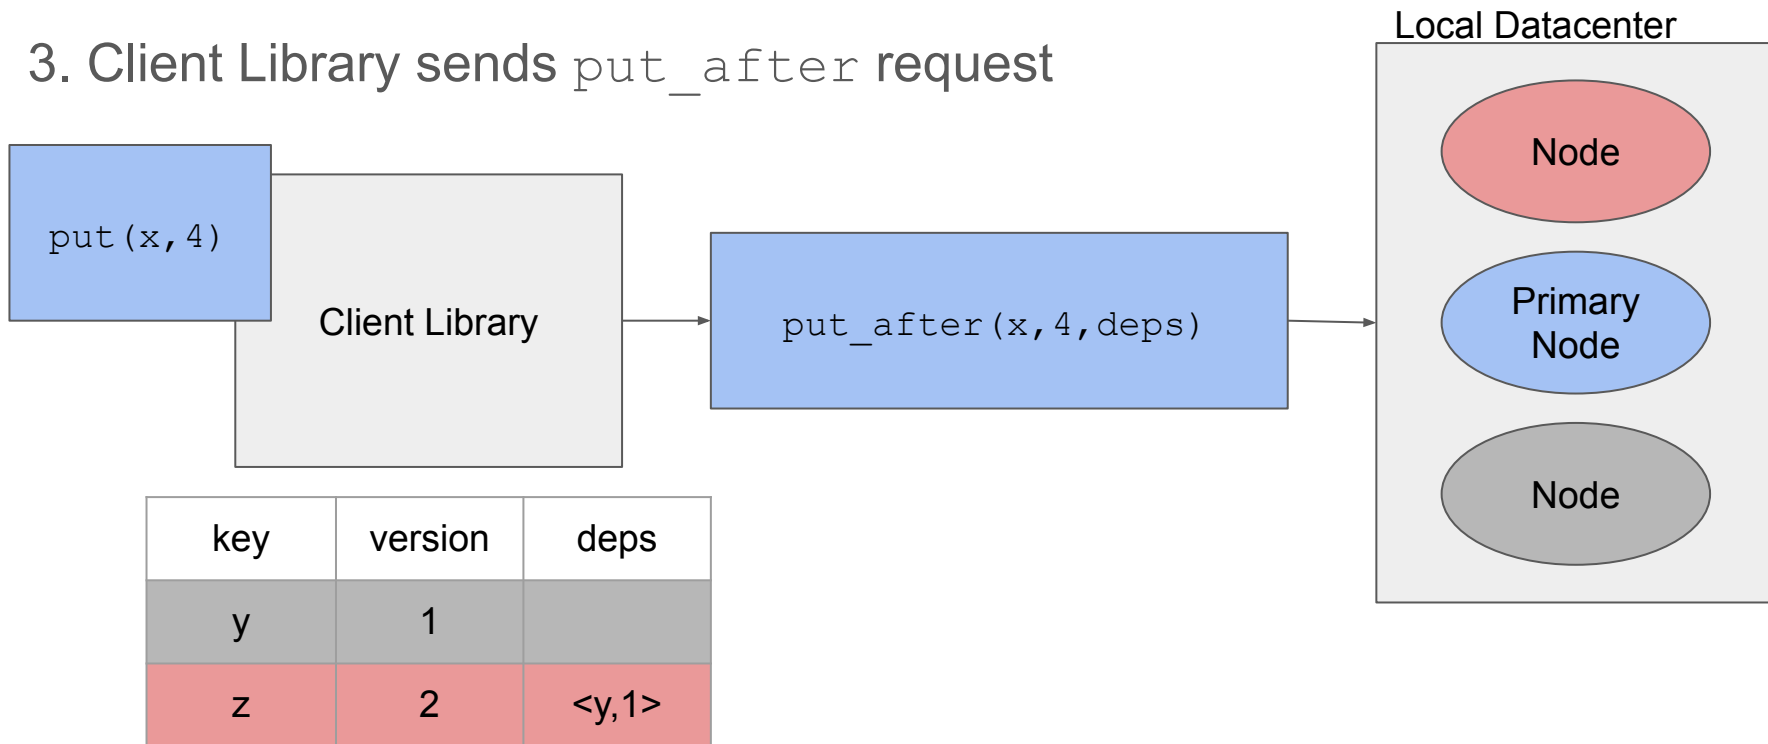 Local Datacenter
3. Client Library sends put_after request
put(x,4)
Client Library
put_after(x,4,deps)
Node
Primary
Node
Node
key version deps
y 1
z 2 <y,1>